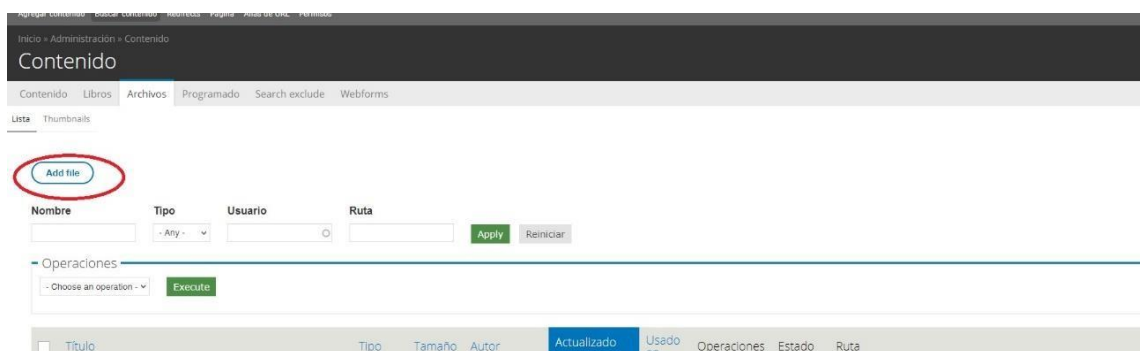 Agregar contenido Buscar contenido Redirects Página Alias de URL Permisos
Inicio » Administración » Contenido
Contenido
Contenido Libros Archivos Programado Search exclude Webforms
Lista Thumbnails
Add file
Nombre Tipo Usuario Ruta
- Any - Apply Reiniciar
Operaciones
- Choose an operation - Execute
Título Tipo Tamaño Autor Actualizado Usado Operaciones Estado Ruta